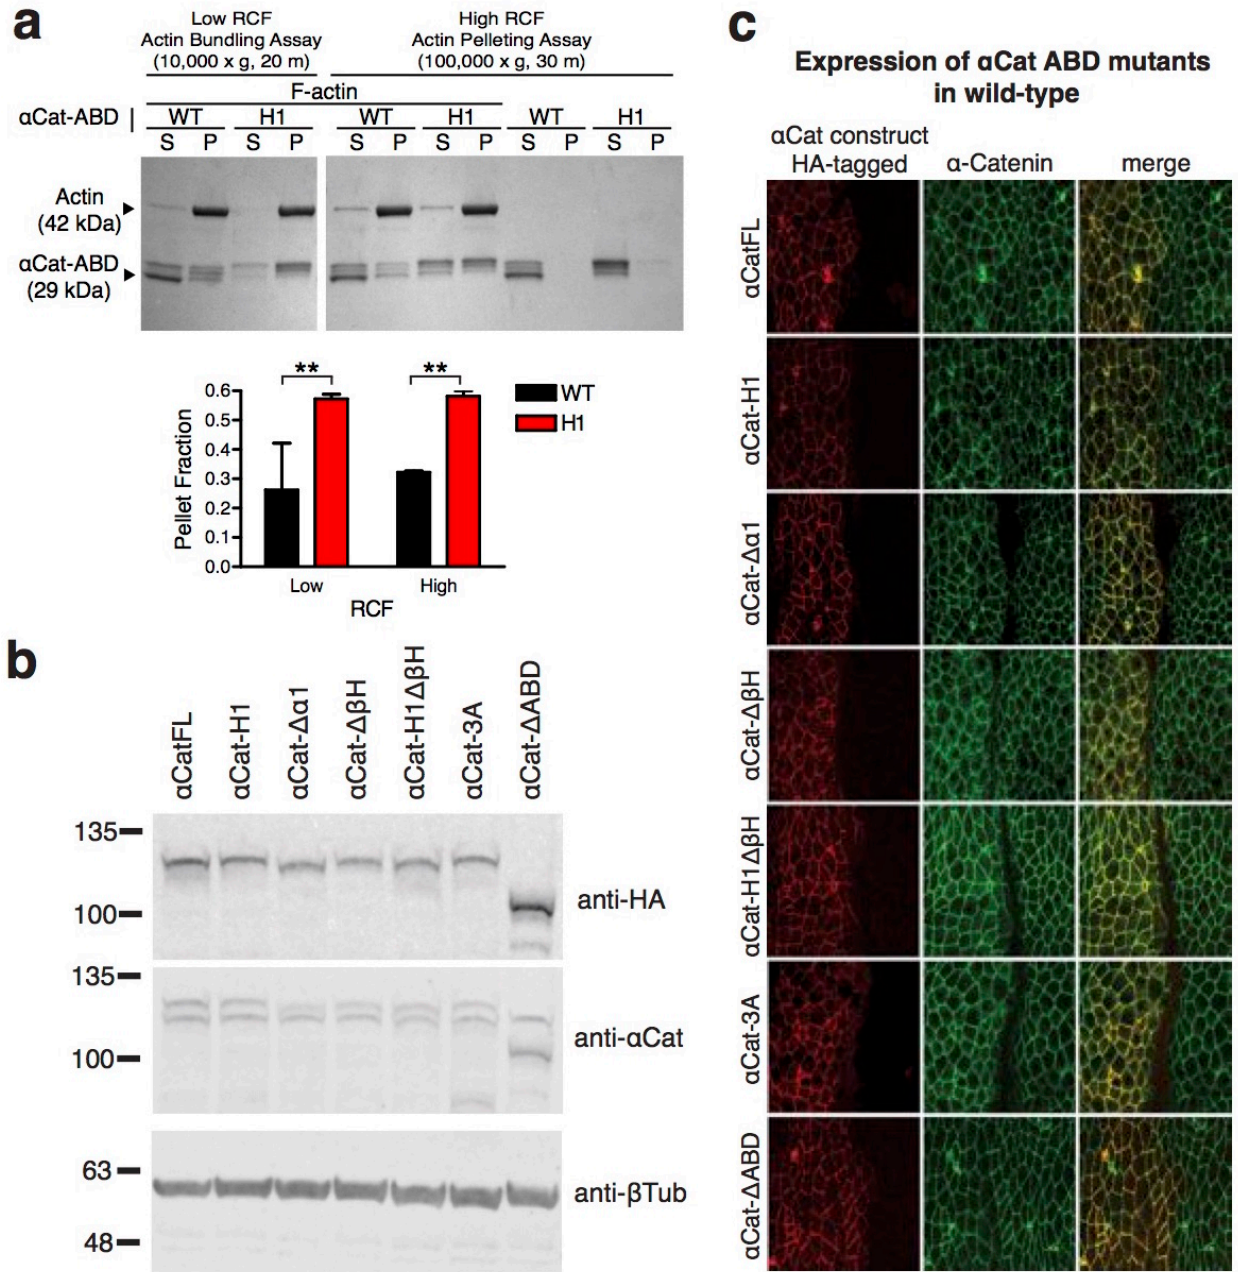 a
Low RCF
Actin Bundling Assay
(10,000 x g, 20 m)
High RCF
Actin Pelleting Assay
(100,000 x g, 30 m)
F-actin
αCat-ABD | WT H1 WT H1 WT H1
S P S P S P S P S P S P
Actin
(42 kDa)
αCat-ABD
(29 kDa)
** **
0.6
0.5
0.4
0.3
0.2
0.1
0.0
Pellet Fraction
WT
H1
Low High
RCF
b
αCatFL
αCat-H1
αCat-Δα1
αCat-ΔβH
αCat-H1ΔβH
αCat-3A
αCat-ΔABD
135
100
anti-HA
135
100
anti-αCat
63
48
anti-βTub
c
Expression of αCat ABD mutants
in wild-type
αCat construct
HA-tagged α-Catenin merge
αCatFL
αCat-H1
αCat-Δα1
αCat-ΔβH
αCat-H1ΔβH
αCat-3A
αCat-ΔABD